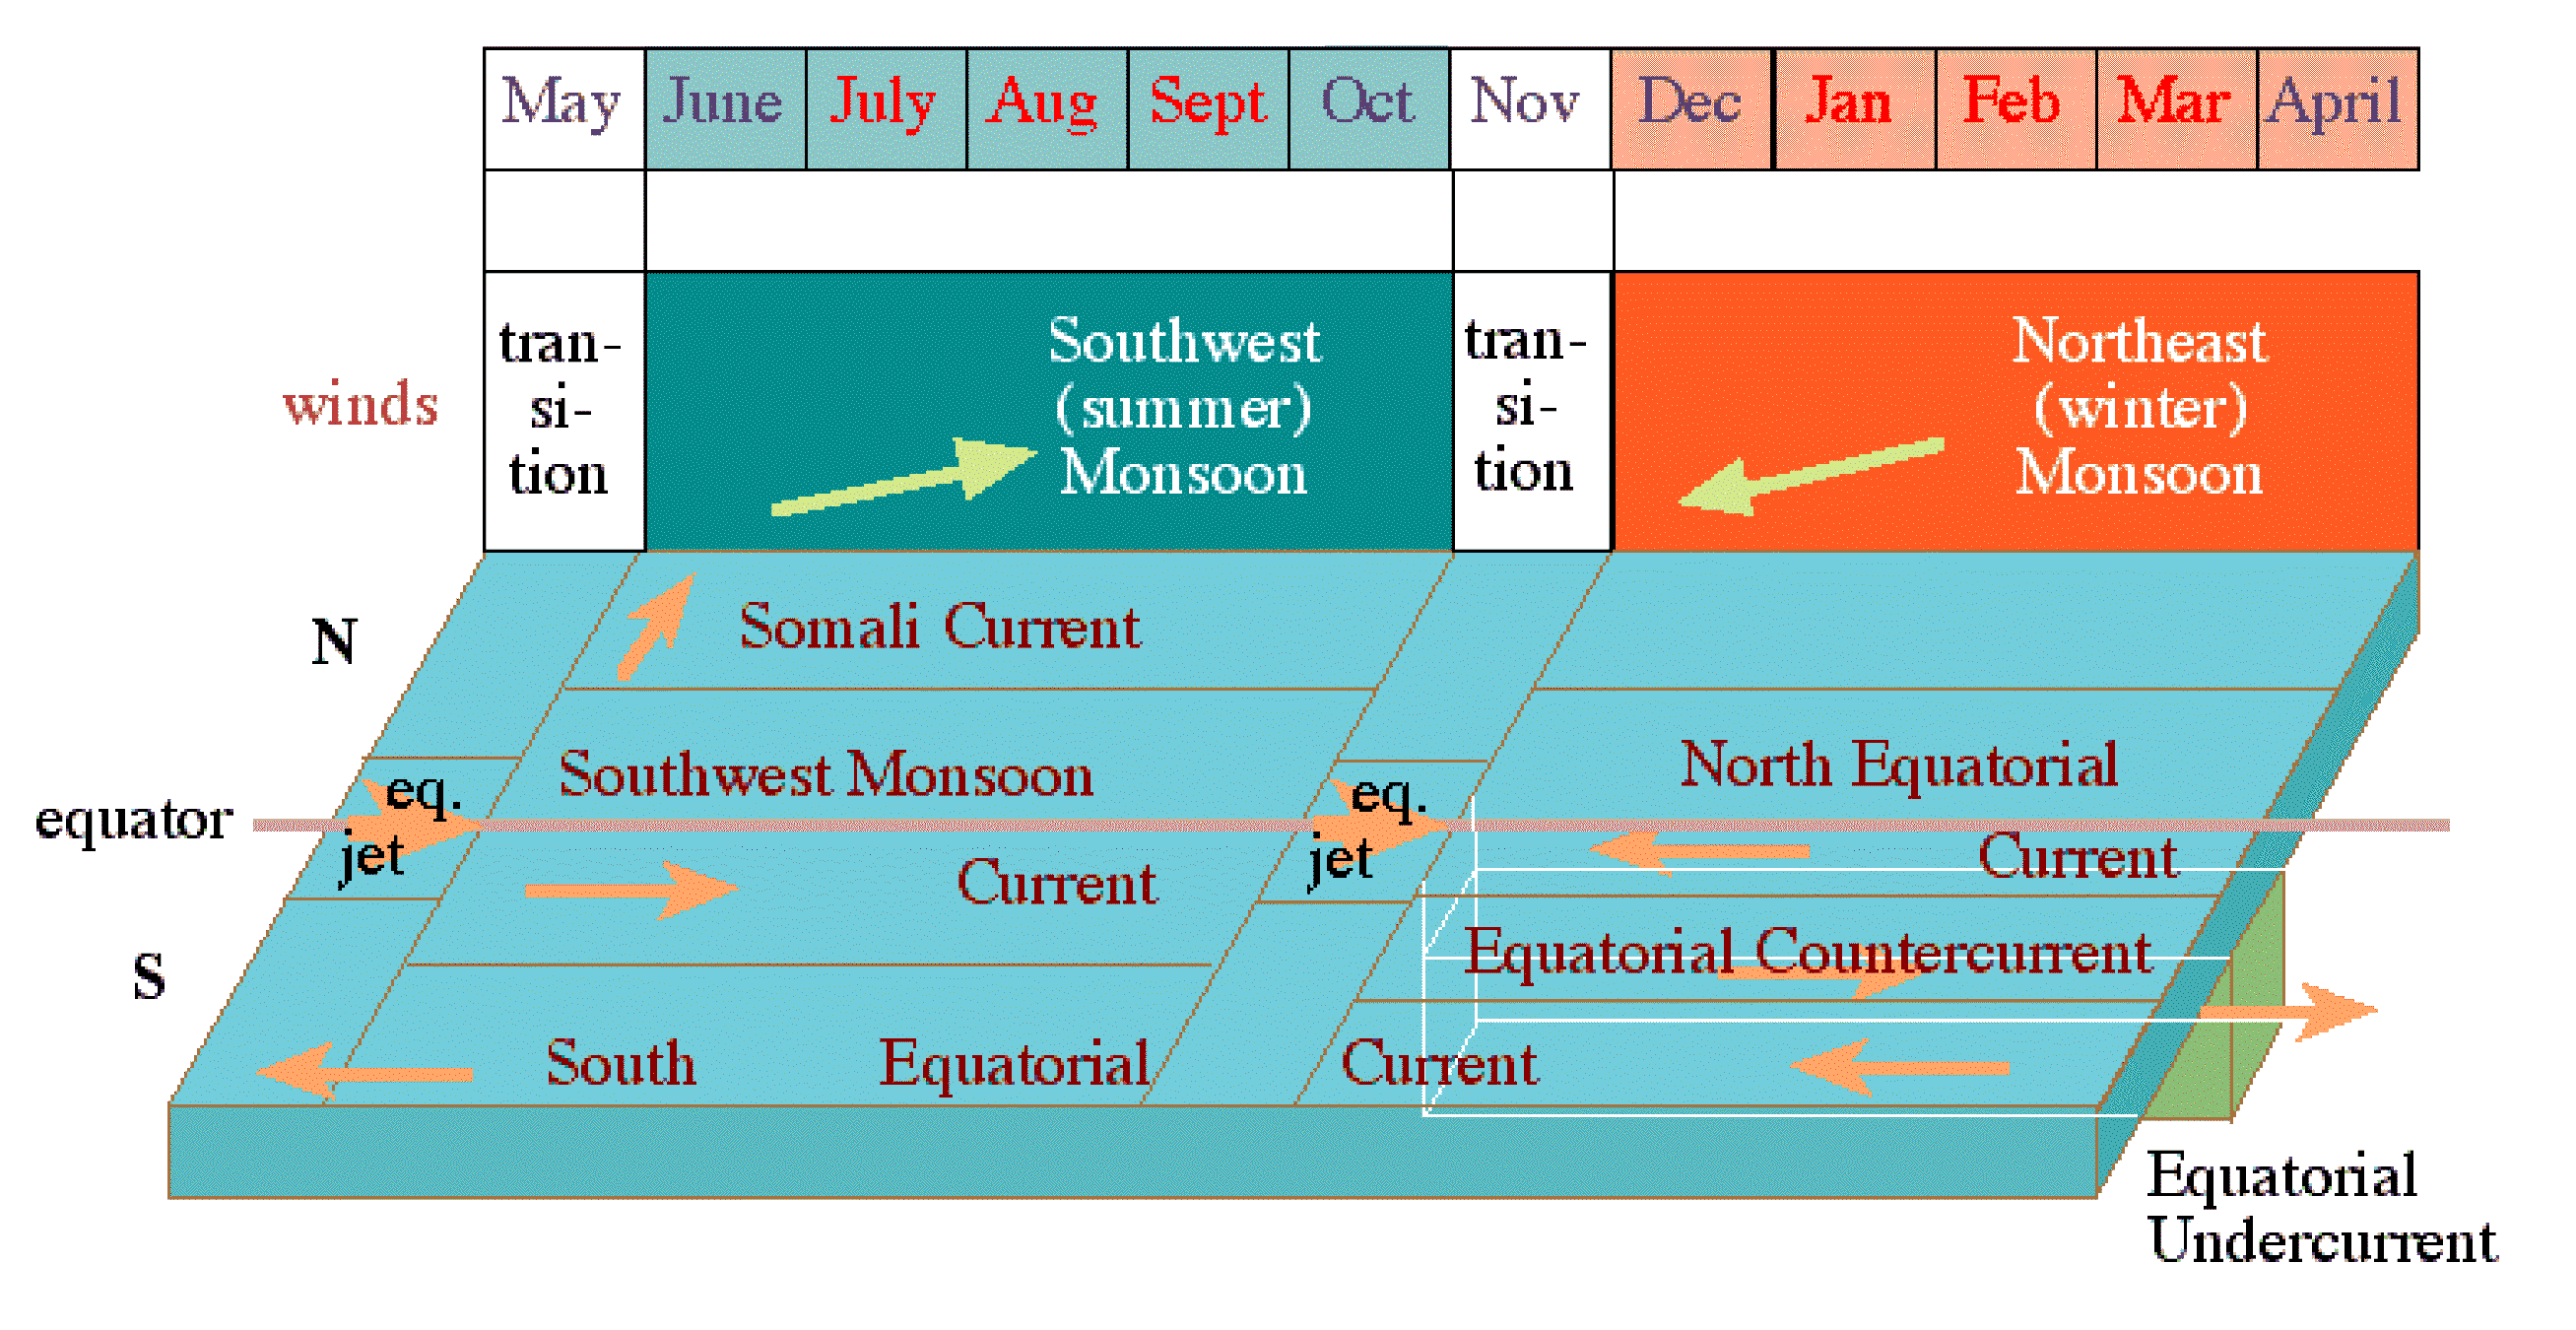 May June July Aug Sept Oct Nov Dec Jan Feb Mar April
winds
tran-
si-
tion
Southwest
(summer)
Monsoon
tran-
si-
tion
Northeast
(winter)
Monsoon
N
Somali Current
equator
eq.
jet
Southwest Monsoon
Current
eq.
jet
North Equatorial
Current
Equatorial Countercurrent
S
South Equatorial Current
Equatorial
Undercurrent